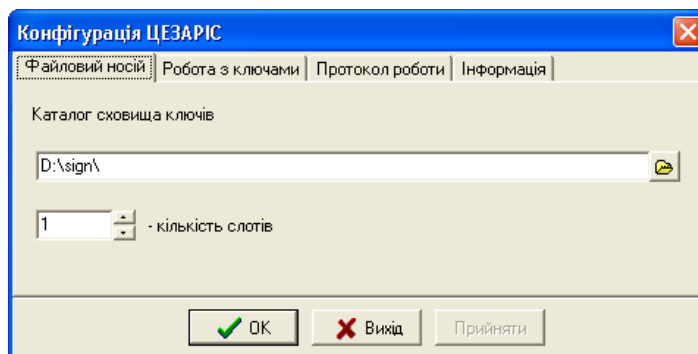 Конфігурація ЦЕЗАРІС
Файловий носій Робота з ключами Протокол роботи Інформація
Каталог сховища ключів
D:\sign\
1 - кількість слотів
OK Вихід Прийняти